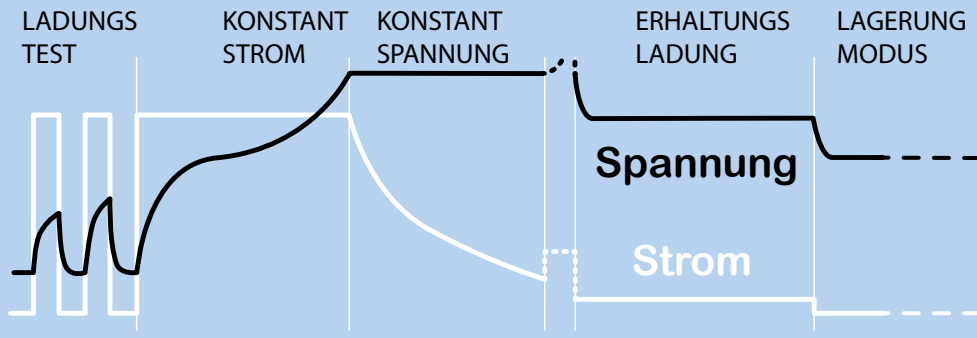 LADUNGS
TEST
KONSTANT
STROM
KONSTANT
SPANNUNG
ERHALTUNGS
LADUNG
LAGERUNG
MODUS
Spannung
Strom